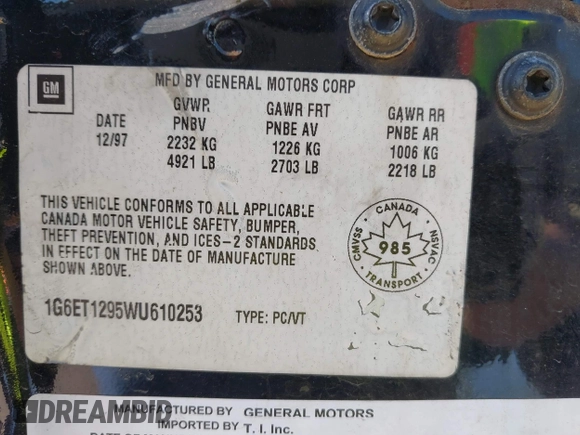 GM
MFD BY GENERAL MOTORS CORP
DATE
12/97
GVWR
PNBV
2232 KG
4921 LB
GAWR FRT
PNBE AV
1226 KG
2703 LB
GAWR RR
PNBE AR
1006 KG
2218 LB
THIS VEHICLE CONFORMS TO ALL APPLICABLE
CANADA MOTOR VEHICLE SAFETY, BUMPER,
THEFT PREVENTION, AND ICES-2 STANDARDS
IN EFFECT ON THE DATE OF MANUFACTURE
SHOWN ABOVE.
CANADA
CMVSS
985
NSVAC
TRANSPORT
1G6ET1295WU610253 TYPE: PC/VT
MANUFACTURED BY GENERAL MOTORS
IMPORTED BY T. I. Inc.
DREAMBID